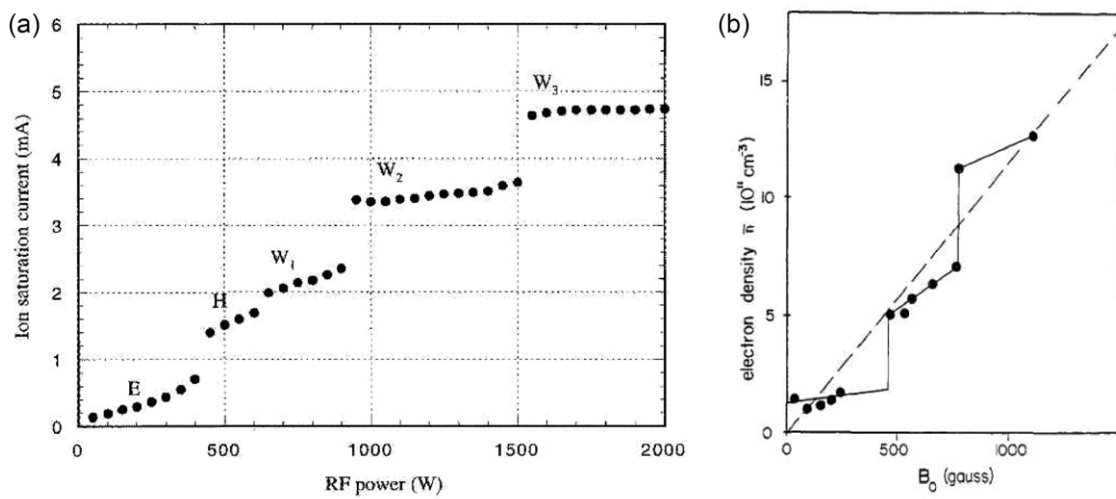 (a)
6
5
4
3
2
1
0
Ion saturation current (mA)
E
H
W₁
W₂
W₃
0
500
1000
1500
2000
RF power (W)
(b)
15
10
5
0
electron density n̅ (10¹¹ cm⁻³)
0
500
1000
B₀ (gauss)